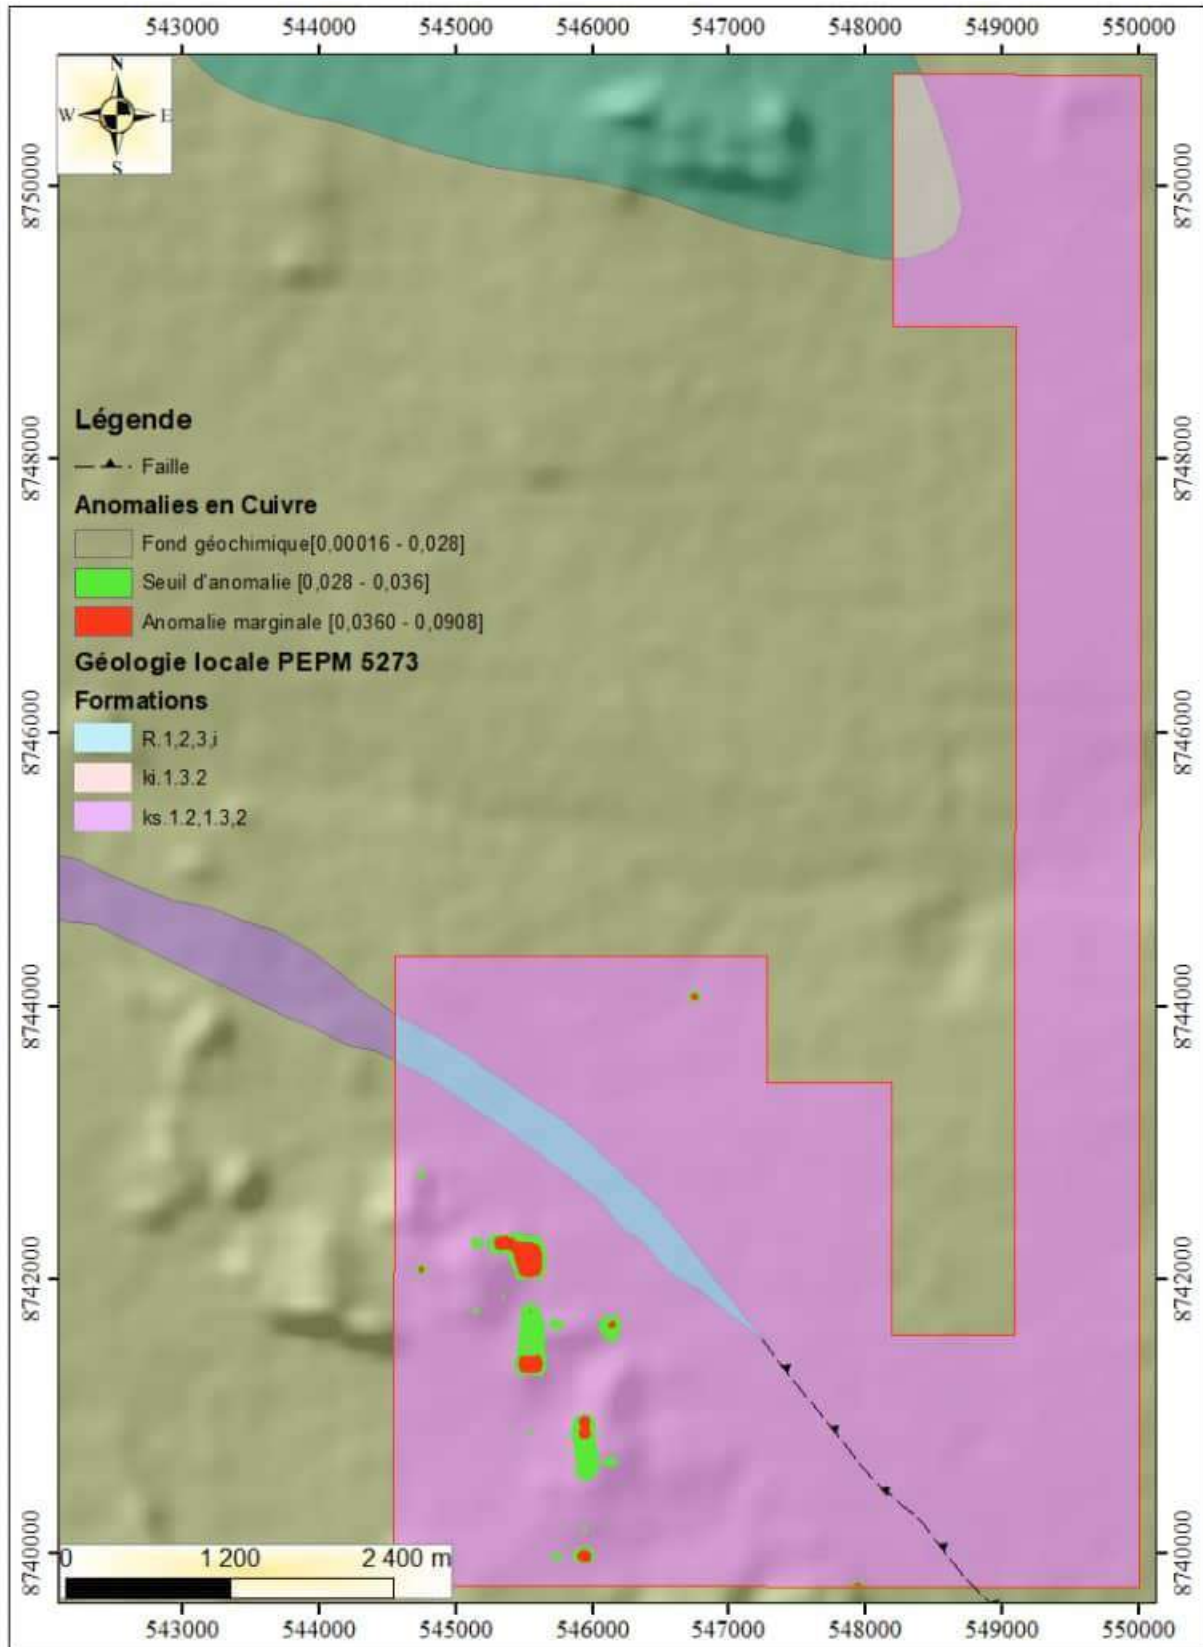 543000 544000 545000 546000 547000 548000 549000 550000
N
W E
S
8750000 8750000
Légende
8748000 8748000
Faille
Anomalies en Cuivre
Fond géochimique[0,00016 - 0,028]
Seuil d'anomalie [0,028 - 0,036]
Anomalie marginale [0,0360 - 0,0908]
Géologie locale PEPM 5273
Formations
8746000 8746000
R.1,2,3,i
ki.1.3.2
ks.1.2,1.3,2
8744000 8744000
8742000 8742000
8740000 8740000
0 1 200 2 400 m
543000 544000 545000 546000 547000 548000 549000 550000